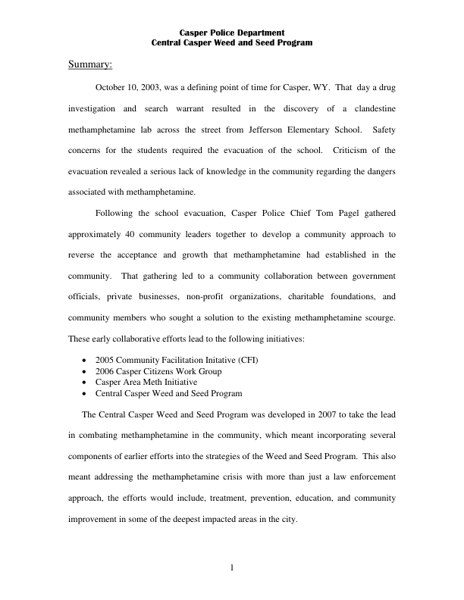 Casper Police Department
Central Casper Weed and Seed Program
Summary:
October 10, 2003, was a defining point of time for Casper, WY. That day a drug
investigation and search warrant resulted in the discovery of a clandestine
methamphetamine lab across the street from Jefferson Elementary School. Safety
concerns for the students required the evacuation of the school. Criticism of the
evacuation revealed a serious lack of knowledge in the community regarding the dangers
associated with methamphetamine.
Following the school evacuation, Casper Police Chief Tom Pagel gathered
approximately 40 community leaders together to develop a community approach to
reverse the acceptance and growth that methamphetamine had established in the
community. That gathering led to a community collaboration between government
officials, private businesses, non-profit organizations, charitable foundations, and
community members who sought a solution to the existing methamphetamine scourge.
These early collaborative efforts lead to the following initiatives:
• 2005 Community Facilitation Initative (CFI)
• 2006 Casper Citizens Work Group
• Casper Area Meth Initiative
• Central Casper Weed and Seed Program
The Central Casper Weed and Seed Program was developed in 2007 to take the lead
in combating methamphetamine in the community, which meant incorporating several
components of earlier efforts into the strategies of the Weed and Seed Program. This also
meant addressing the methamphetamine crisis with more than just a law enforcement
approach, the efforts would include, treatment, prevention, education, and community
improvement in some of the deepest impacted areas in the city.
1